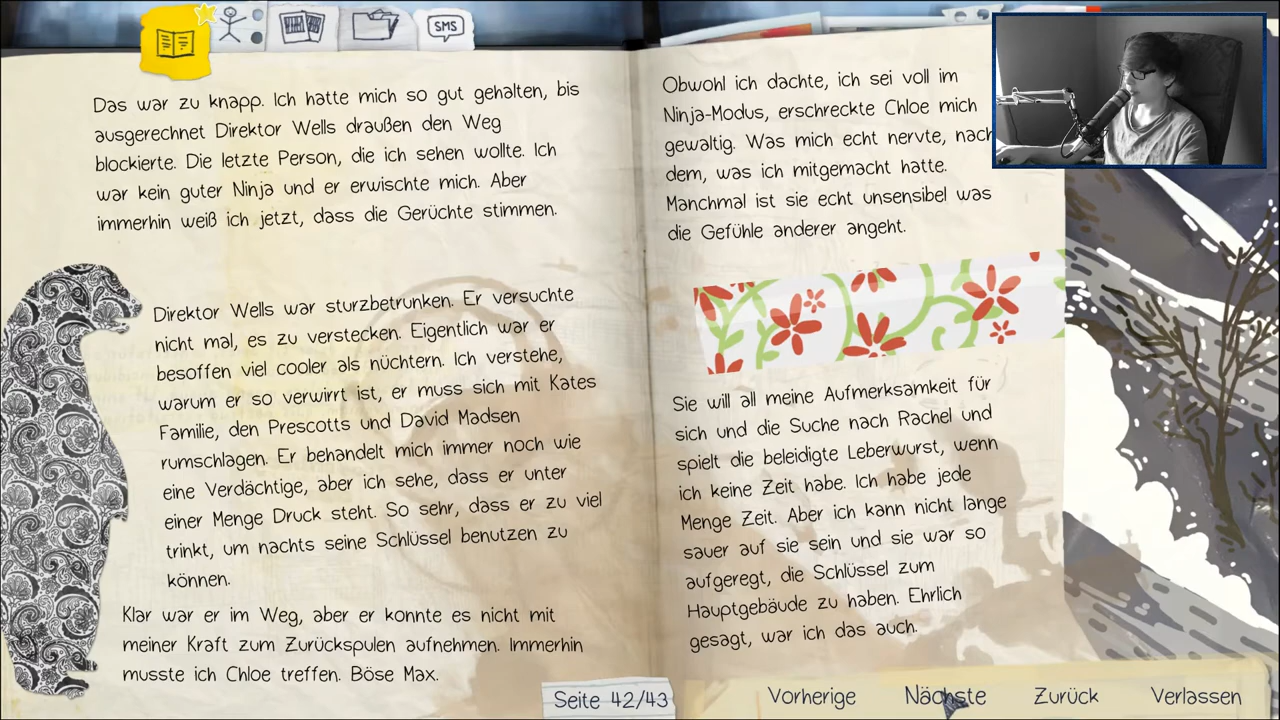 SMS
Das war zu knapp. Ich hatte mich so gut gehalten, bis
ausgerechnet Direktor Wells draußen den Weg
blockierte. Die letzte Person, die ich sehen wollte. Ich
war kein guter Ninja und er erwischte mich. Aber
immerhin weiß ich jetzt, dass die Gerüchte stimmen.
Direktor Wells war sturzbetrunken. Er versuchte
nicht mal, es zu verstecken. Eigentlich war er
besoffen viel cooler als nüchtern. Ich verstehe,
warum er so verwirrt ist, er muss sich mit Kates
Familie, den Prescotts und David Madsen
rumschlagen. Er behandelt mich immer noch wie
eine Verdächtige, aber ich sehe, dass er unter
einer Menge Druck steht. So sehr, dass er zu viel
trinkt, um nachts seine Schlüssel benutzen zu
können.
Klar war er im Weg, aber er konnte es nicht mit
meiner Kraft zum Zurückspulen aufnehmen. Immerhin
musste ich Chloe treffen. Böse Max.
Obwohl ich dachte, ich sei voll im
Ninja-Modus, erschreckte Chloe mich
gewaltig. Was mich echt nervte, nach
dem, was ich mitgemacht hatte.
Manchmal ist sie echt unsensibel was
die Gefühle anderer angeht.
Sie will all meine Aufmerksamkeit für
sich und die Suche nach Rachel und
spielt die beleidigte Leberwurst, wenn
ich keine Zeit habe. Ich habe jede
Menge Zeit. Aber ich kann nicht lange
sauer auf sie sein und sie war so
aufgeregt, die Schlüssel zum
Hauptgebäude zu haben. Ehrlich
gesagt, war ich das auch.
Seite 42/43
Vorherige Nächste Zurück Verlassen